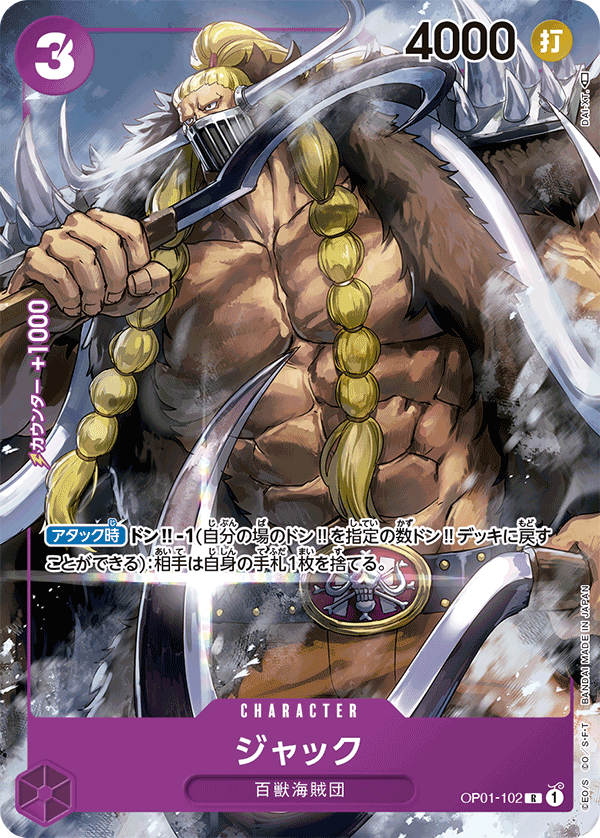 3
4000
打
DAI-XT.
カウンター +1000
アタック時 ドン!!-1(自分の場のドン!!を指定の数ドン!!デッキに戻す
ことができる):相手は自身の手札1枚を捨てる。
CHARACTER
ジャック
百獣海賊団
OP01-102 R 1
©EO/S ©O/S・F・T BANDAI MADE IN JAPAN